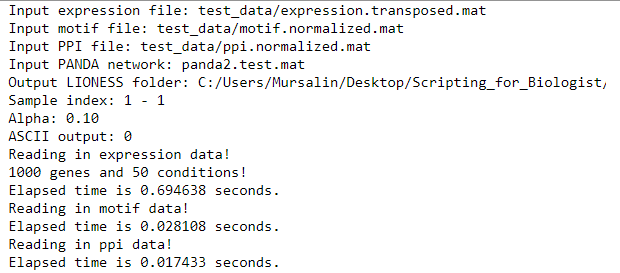 Input expression file: test_data/expression.transposed.mat
Input motif file: test_data/motif.normalized.mat
Input PPI file: test_data/ppi.normalized.mat
Input PANDA network: panda2.test.mat
Output LIONESS folder: C:/Users/Mursalin/Desktop/Scripting_for_Biologist/
Sample index: 1 - 1
Alpha: 0.10
ASCII output: 0
Reading in expression data!
1000 genes and 50 conditions!
Elapsed time is 0.694638 seconds.
Reading in motif data!
Elapsed time is 0.028108 seconds.
Reading in ppi data!
Elapsed time is 0.017433 seconds.